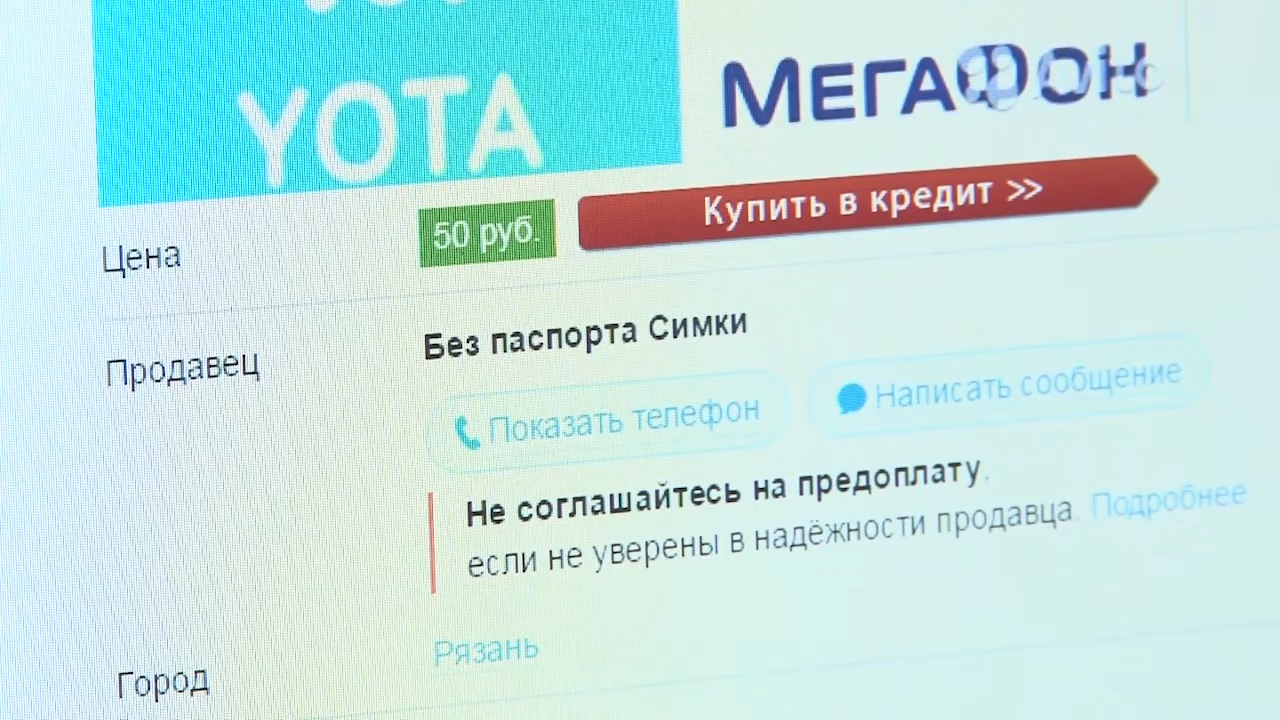 YOTA
МЕГАФОН
Цена
50 руб.
Купить в кредит >>
Продавец
Без паспорта Симки
Показать телефон
Написать сообщение
Не соглашайтесь на предоплату,
если не уверены в надёжности продавца. Подробнее
Город
Рязань